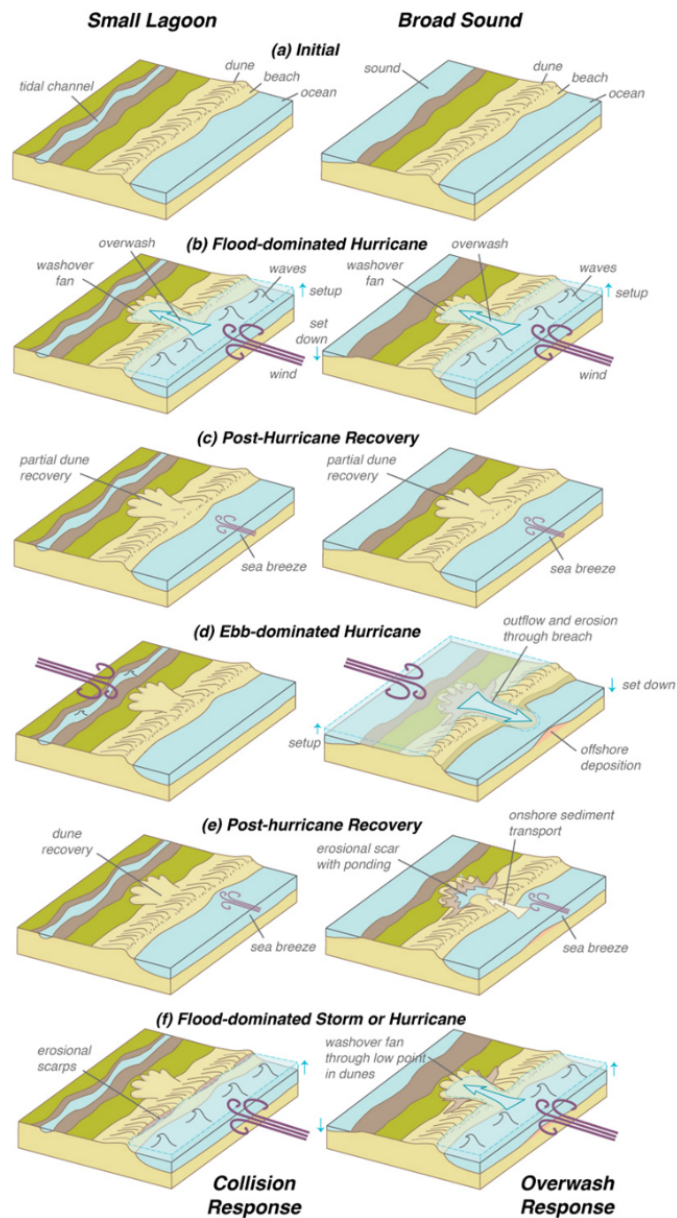 Small Lagoon
Broad Sound
(a) Initial
tidal channel
dune
beach
ocean
sound
dune
beach
ocean
(b) Flood-dominated Hurricane
overwash
washover
fan
waves
setup
set
down
wind
overwash
washover
fan
waves
setup
wind
(c) Post-Hurricane Recovery
partial dune
recovery
sea breeze
partial dune
recovery
sea breeze
(d) Ebb-dominated Hurricane
outflow and erosion
through breach
set down
setup
offshore
deposition
(e) Post-hurricane Recovery
dune
recovery
sea breeze
erosional scar
with ponding
onshore sediment
transport
sea breeze
(f) Flood-dominated Storm or Hurricane
erosional
scarps
washover fan
through low point
in dunes
Collision
Response
Overwash
Response